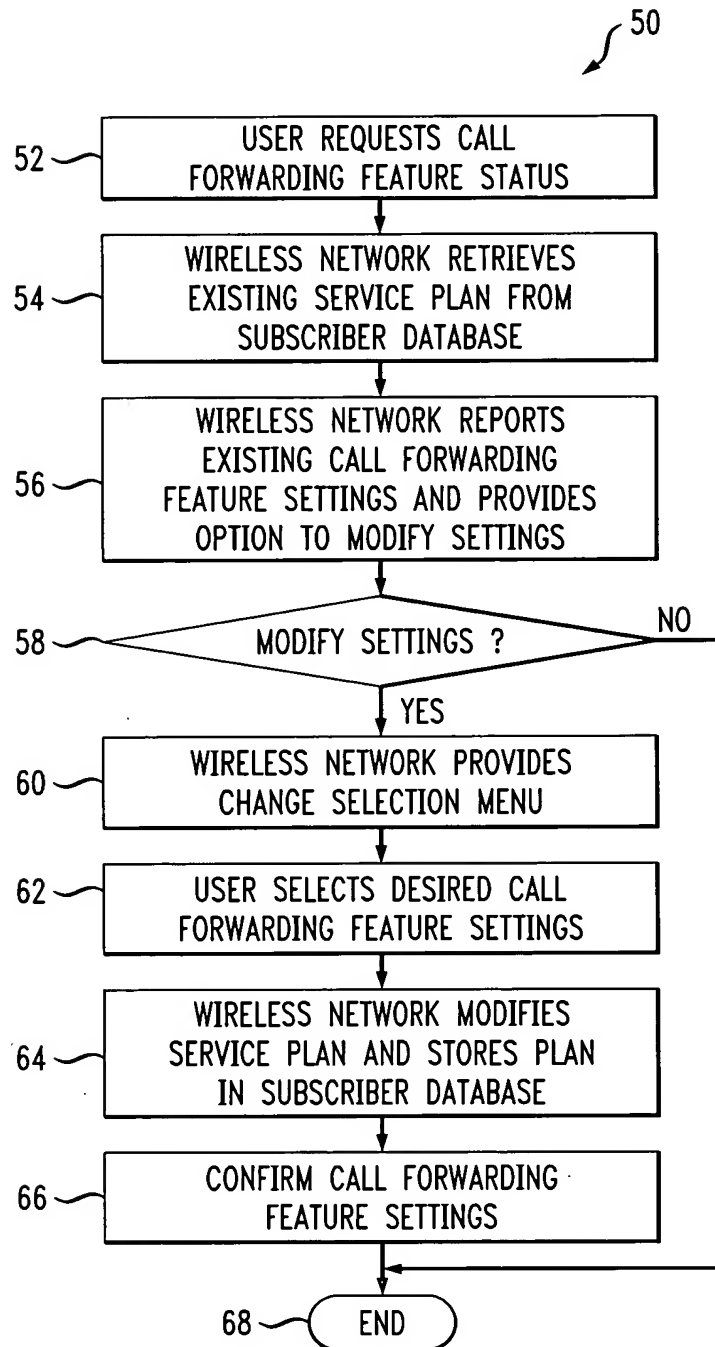 50
52
USER REQUESTS CALL
FORWARDING FEATURE STATUS
54
WIRELESS NETWORK RETRIEVES
EXISTING SERVICE PLAN FROM
SUBSCRIBER DATABASE
56
WIRELESS NETWORK REPORTS
EXISTING CALL FORWARDING
FEATURE SETTINGS AND PROVIDES
OPTION TO MODIFY SETTINGS
58
MODIFY SETTINGS ?
NO
YES
60
WIRELESS NETWORK PROVIDES
CHANGE SELECTION MENU
62
USER SELECTS DESIRED CALL
FORWARDING FEATURE SETTINGS
64
WIRELESS NETWORK MODIFIES
SERVICE PLAN AND STORES PLAN
IN SUBSCRIBER DATABASE
66
CONFIRM CALL FORWARDING
FEATURE SETTINGS
68
END